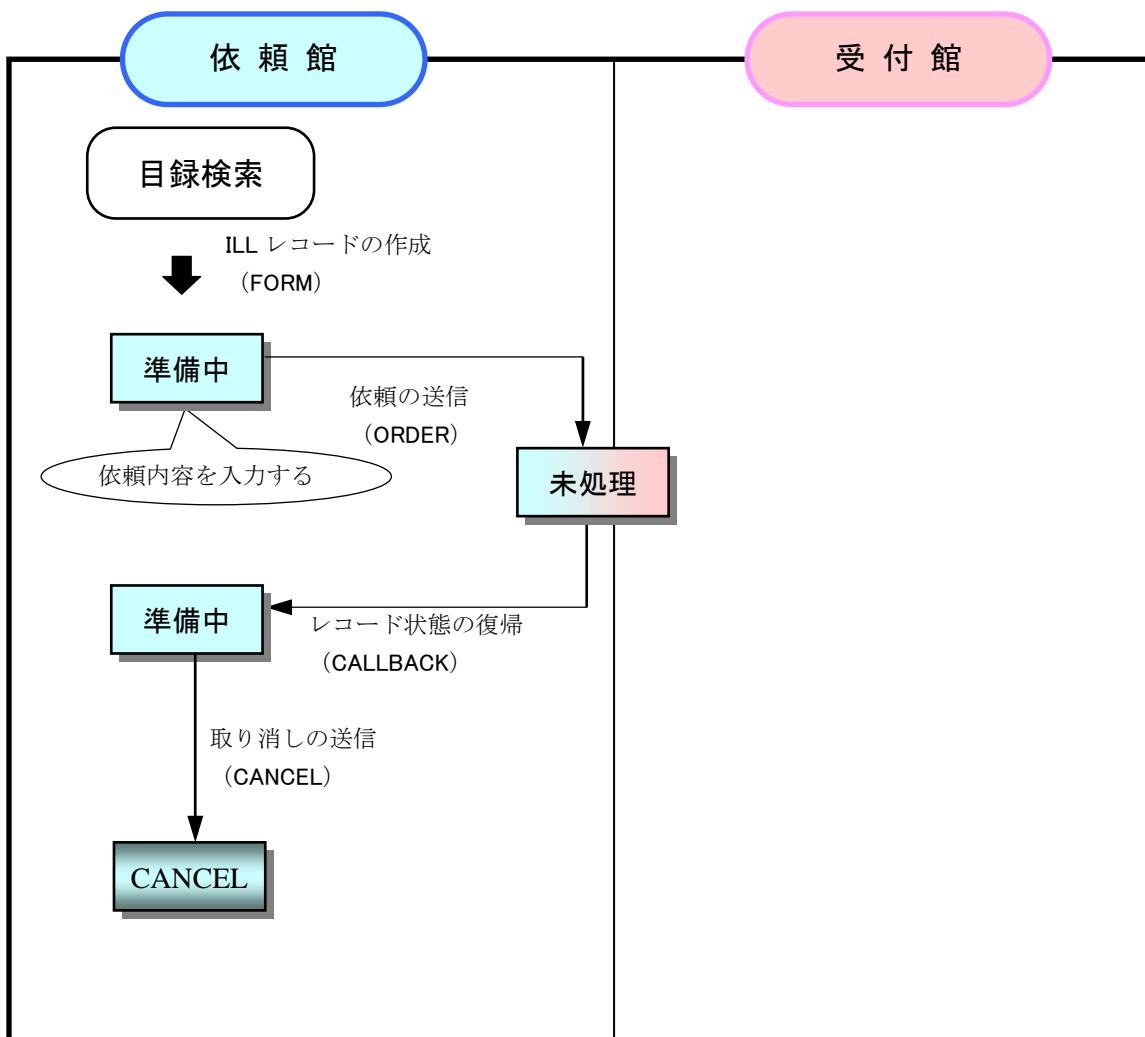 依 頼 館
受 付 館
目録検索
ILL レコードの作成
（FORM）
準備中
依頼の送信
（ORDER）
依頼内容を入力する
未処理
準備中
レコード状態の復帰
（CALLBACK）
取り消しの送信
（CANCEL）
CANCEL